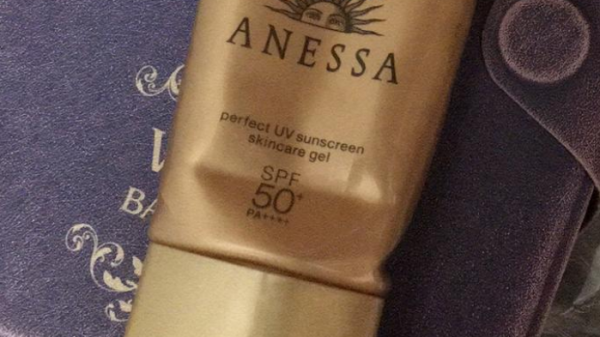 ANESSA
perfect UV sunscreen
skincare gel
SPF
50+
PA++++